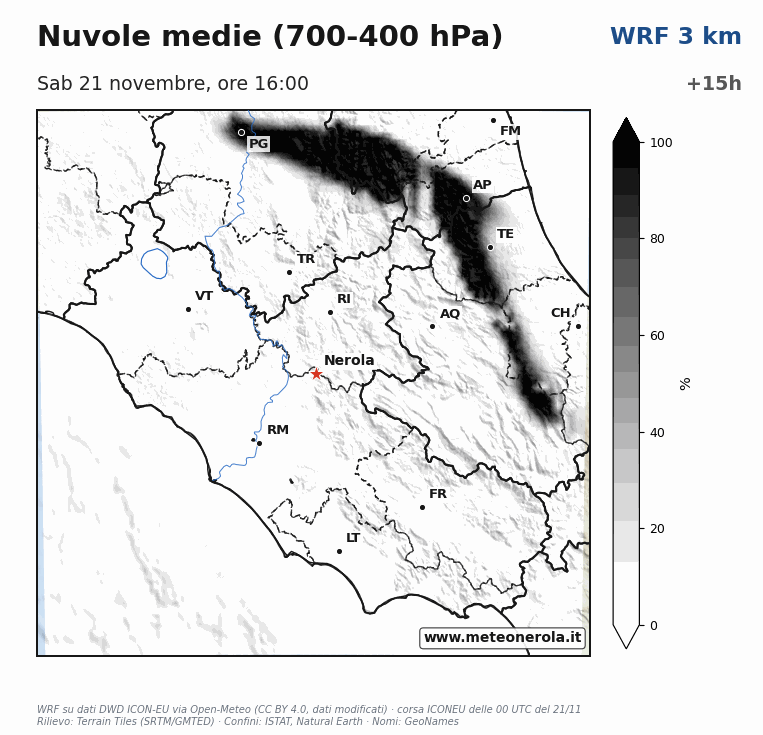 Nuvole medie (700-400 hPa)
WRF 3 km
Sab 21 novembre, ore 16:00
+15h
FM
PG
AP
TE
TR
VT
RI
AQ
CH
Nerola
RM
FR
LT
100
80
60
40
20
0
%
www.meteonerola.it
WRF su dati DWD ICON-EU via Open-Meteo (CC BY 4.0, dati modificati) · corsa ICONEU delle 00 UTC del 21/11
Rilievo: Terrain Tiles (SRTM/GMTED) · Confini: ISTAT, Natural Earth · Nomi: GeoNames